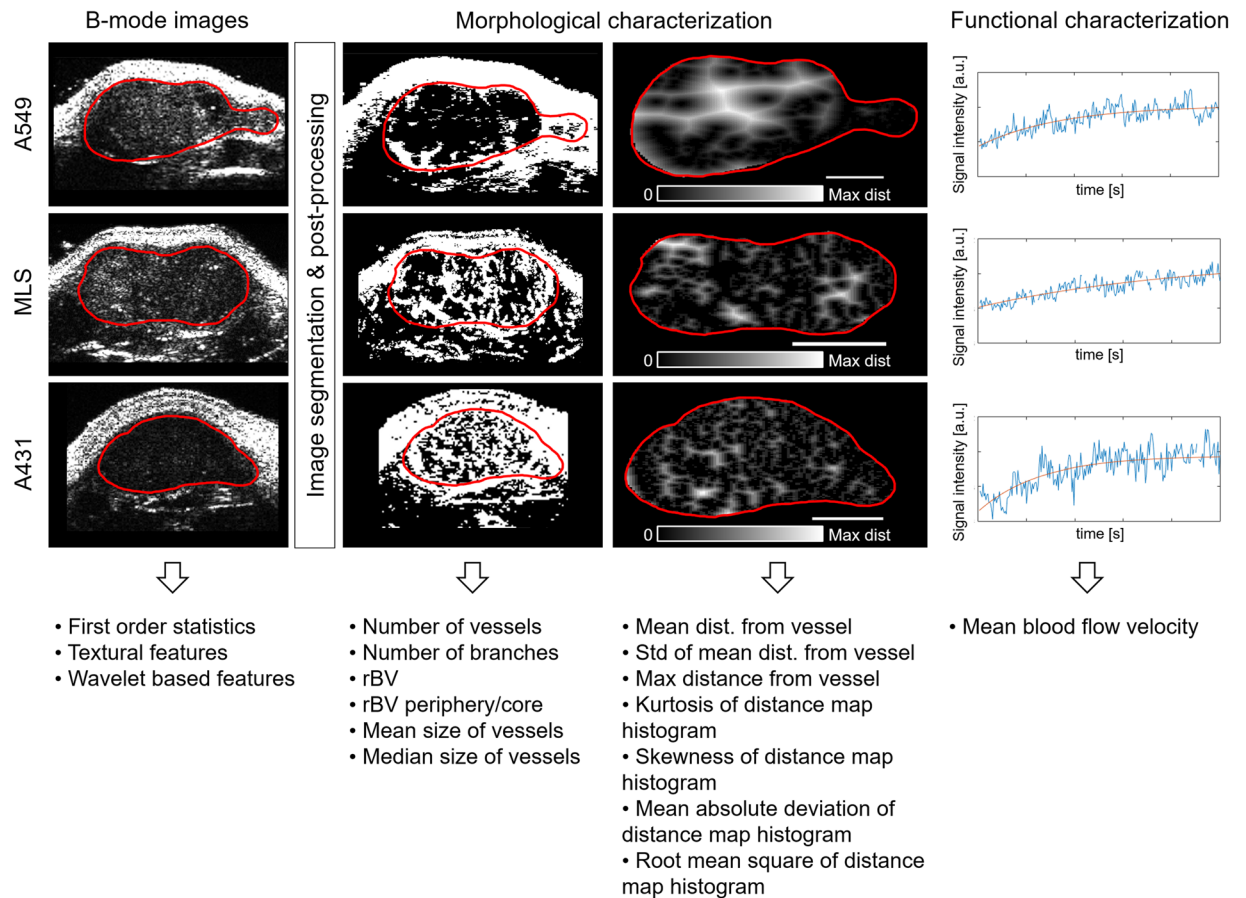 B-mode images
Morphological characterization
Functional characterization
A549
Image segmentation & post-processing
0
Max dist
Signal intensity [a.u.]
time [s]
MLS
0
Max dist
Signal intensity [a.u.]
time [s]
A431
0
Max dist
Signal intensity [a.u.]
time [s]
• First order statistics
• Textural features
• Wavelet based features
• Number of vessels
• Number of branches
• rBV
• rBV periphery/core
• Mean size of vessels
• Median size of vessels
• Mean dist. from vessel
• Std of mean dist. from vessel
• Max distance from vessel
• Kurtosis of distance map
histogram
• Skewness of distance map
histogram
• Mean absolute deviation of
distance map histogram
• Root mean square of distance
map histogram
• Mean blood flow velocity